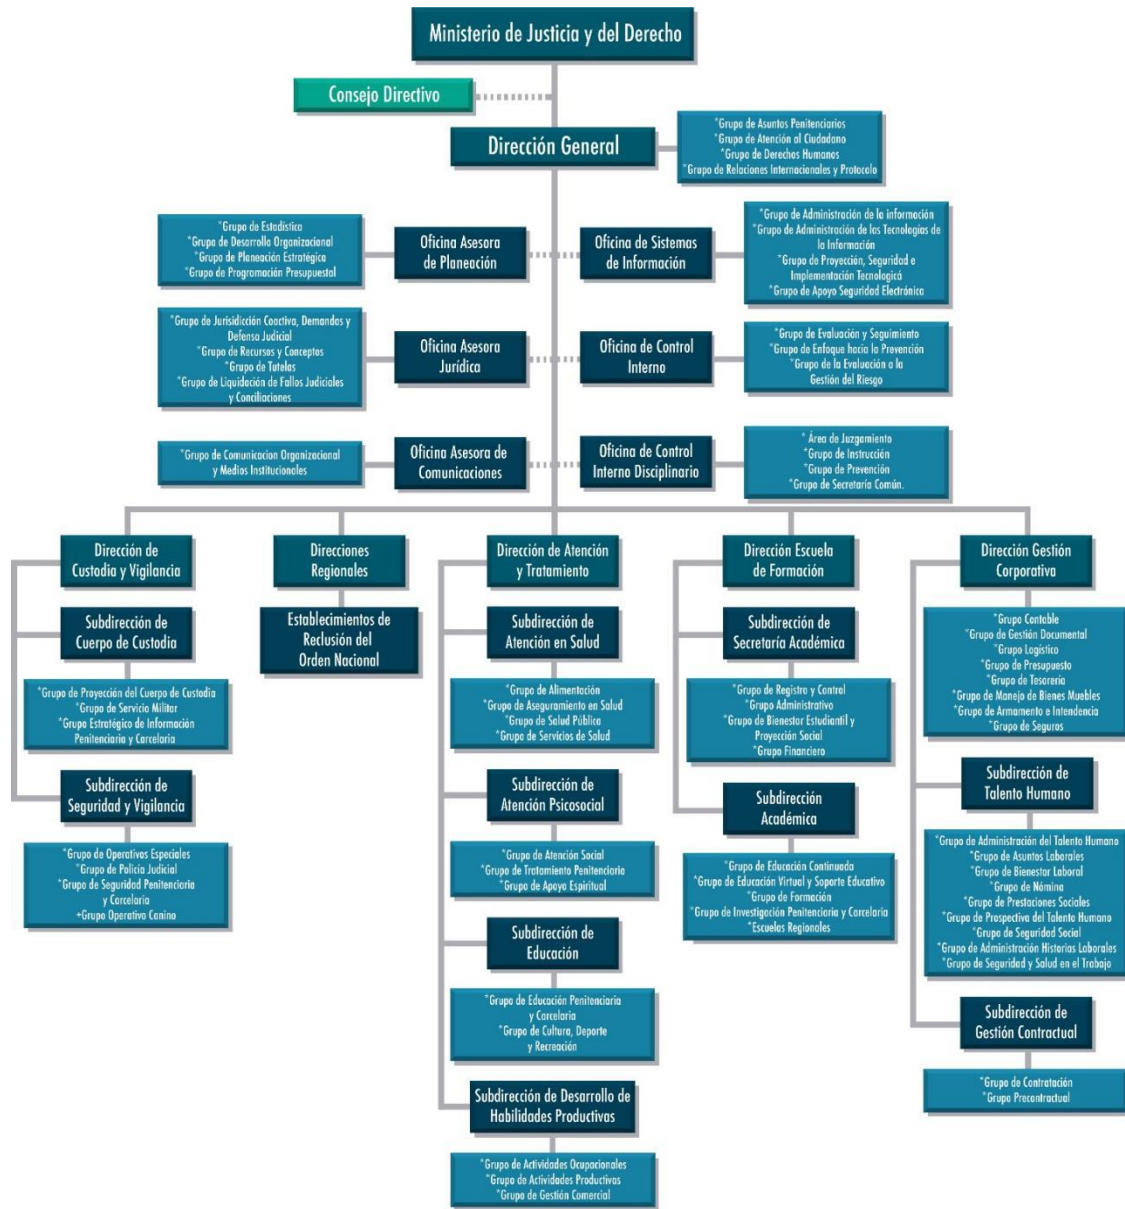 Ministerio de Justicia y del Derecho
Consejo Directivo
Dirección General
*Grupo de Asuntos Penitenciarios
*Grupo de Atención al Ciudadano
*Grupo de Derechos Humanos
*Grupo de Relaciones Internacionales y Protocolo
*Grupo de Estadística
*Grupo de Desarrollo Organizacional
*Grupo de Planeación Estratégica
*Grupo de Programación Presupuestal
Oficina Asesora
de Planeación
Oficina de Sistemas
de Información
*Grupo de Administración de la información
*Grupo de Administración de las Tecnologías de
la Información
*Grupo de Proyección, Seguridad e
Implementación Tecnologicá
*Grupo de Apoyo Seguridad Electrónica
*Grupo de Jurisidicción Coactiva, Demandas y
Defensa Judicial
*Grupo de Recursos y Conceptos
*Grupo de Tutelas
*Grupo de Liquidación de Fallos Judiciales
y Conciliaciones
Oficina Asesora
Jurídica
Oficina de Control
Interno
*Grupo de Evaluación y Seguimiento
*Grupo de Enfoque hacia la Prevención
*Grupo de la Evaluación a la
Gestión del Riesgo
*Grupo de Comunicacion Organizacional
y Medios Institucionales
Oficina Asesora de
Comunicaciones
Oficina de Control
Interno Disciplinario
* Área de Juzgamiento
*Grupo de Instrucción
*Grupo de Prevención
*Grupo de Secretaría Común.
Dirección de
Custodia y Vigilancia
Subdirección de
Cuerpo de Custodia
*Grupo de Proyección del Cuerpo de Custodia
*Grupo de Servicio Militar
*Grupo Estratégico de Información
Penitenciaria y Carcelaria
Subdirección de
Seguridad y Vigilancia
*Grupo de Operativos Especiales
*Grupo de Policía Judicial
*Grupo de Seguridad Penitenciaria
y Carcelaria
+Grupo Operativo Canino
Direcciones
Regionales
Establecimientos de
Reclusión del
Orden Nacional
Dirección de Atención
y Tratamiento
Subdirección de
Atención en Salud
*Grupo de Alimentación
*Grupo de Aseguramiento en Salud
*Grupo de Salud Pública
*Grupo de Servicios de Salud
Subdirección de
Atención Psicosocial
*Grupo de Atención Social
*Grupo de Tratamiento Penitenciario
*Grupo de Apoyo Espiritual
Subdirección de
Educación
*Grupo de Educación Penitenciaria
y Carcelaria
*Grupo de Cultura, Deporte
y Recreación
Subdirección de Desarrollo de
Habilidades Productivas
*Grupo de Actividades Ocupacionales
*Grupo de Actividades Productivas
*Grupo de Gestión Comercial
Dirección Escuela
de Formación
Subdirección de
Secretaría Académica
*Grupo de Registro y Control
*Grupo Administrativo
*Grupo de Bienestar Estudiantil y
Proyección Social
*Grupo Financiero
Subdirección
Académica
*Grupo de Educación Continuada
*Grupo de Educación Virtual y Soporte Educativo
*Grupo de Formación
*Grupo de Investigación Penitenciaria y Carcelaria
*Escuelas Regionales
Dirección Gestión
Corporativa
*Grupo Contable
*Grupo de Gestión Documental
*Grupo Logístico
*Grupo de Presupuesto
*Grupo de Tesorería
*Grupo de Manejo de Bienes Muebles
*Grupo de Armamento e Intendencia
*Grupo de Seguros
Subdirección de
Talento Humano
*Grupo de Administración del Talento Humano
*Grupo de Asuntos Laborales
*Grupo de Bienestar Laboral
*Grupo de Nómina
*Grupo de Prestaciones Sociales
*Grupo de Prospectiva del Talento Humano
*Grupo de Seguridad Social
*Grupo de Administración Historias Laborales
*Grupo de Seguridad y Salud en el Trabajo
Subdirección de
Gestión Contractual
*Grupo de Contratación
*Grupo Precontractual